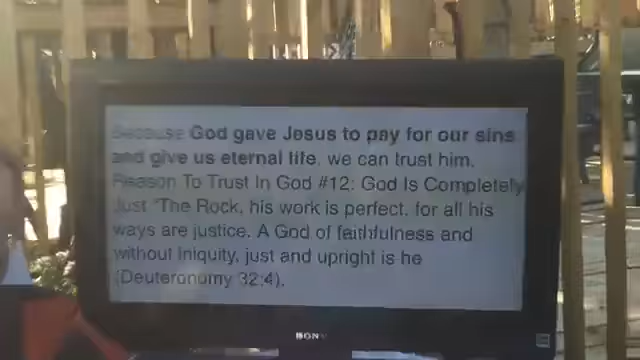 Because God gave Jesus to pay for our sins
and give us eternal life, we can trust him.
Reason To Trust In God #12: God Is Completely
Just "The Rock, his work is perfect, for all his
ways are justice. A God of faithfulness and
without iniquity, just and upright is he
(Deuteronomy 32:4).
SONY